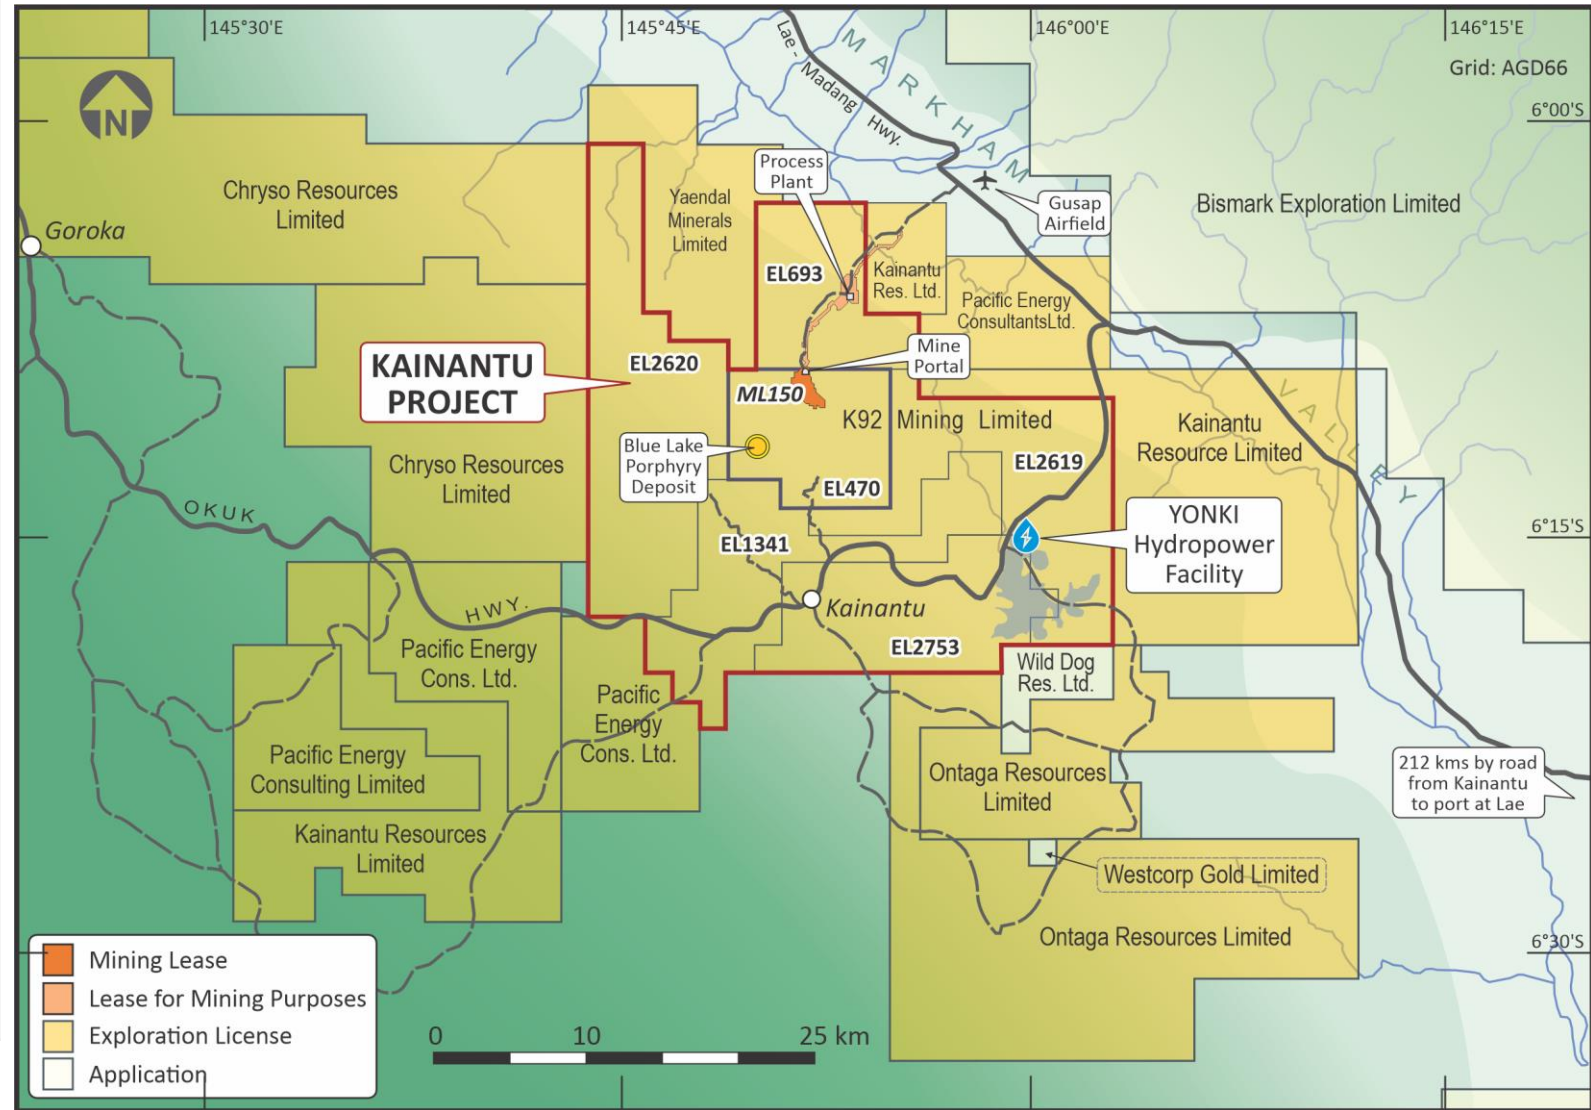 145°30'E
145°45'E
146°00'E
146°15'E
Grid: AGD66
6°00'S
6°15'S
6°30'S
N
Lae - Madang Hwy.
MARKHAM
VALLEY
Process
Plant
Gusap
Airfield
Bismark Exploration Limited
Chryso Resources
Limited
Goroka
Yaendal
Minerals
Limited
EL693
Kainantu
Res. Ltd.
Pacific Energy
ConsultantsLtd.
KAINANTU
PROJECT
EL2620
Mine
Portal
ML150
K92 Mining Limited
Kainantu
Resource Limited
Blue Lake
Porphyry
Deposit
Chryso Resources
Limited
EL2619
EL470
OKUK
HWY.
EL1341
YONKI
Hydropower
Facility
Kainantu
EL2753
Pacific Energy
Cons. Ltd.
Wild Dog
Res. Ltd.
Pacific
Energy
Cons. Ltd.
Pacific Energy
Consulting Limited
Ontaga Resources
Limited
212 kms by road
from Kainantu
to port at Lae
Kainantu Resources
Limited
Westcorp Gold Limited
Ontaga Resources Limited
Mining Lease
Lease for Mining Purposes
Exploration License
Application
0 10 25 km